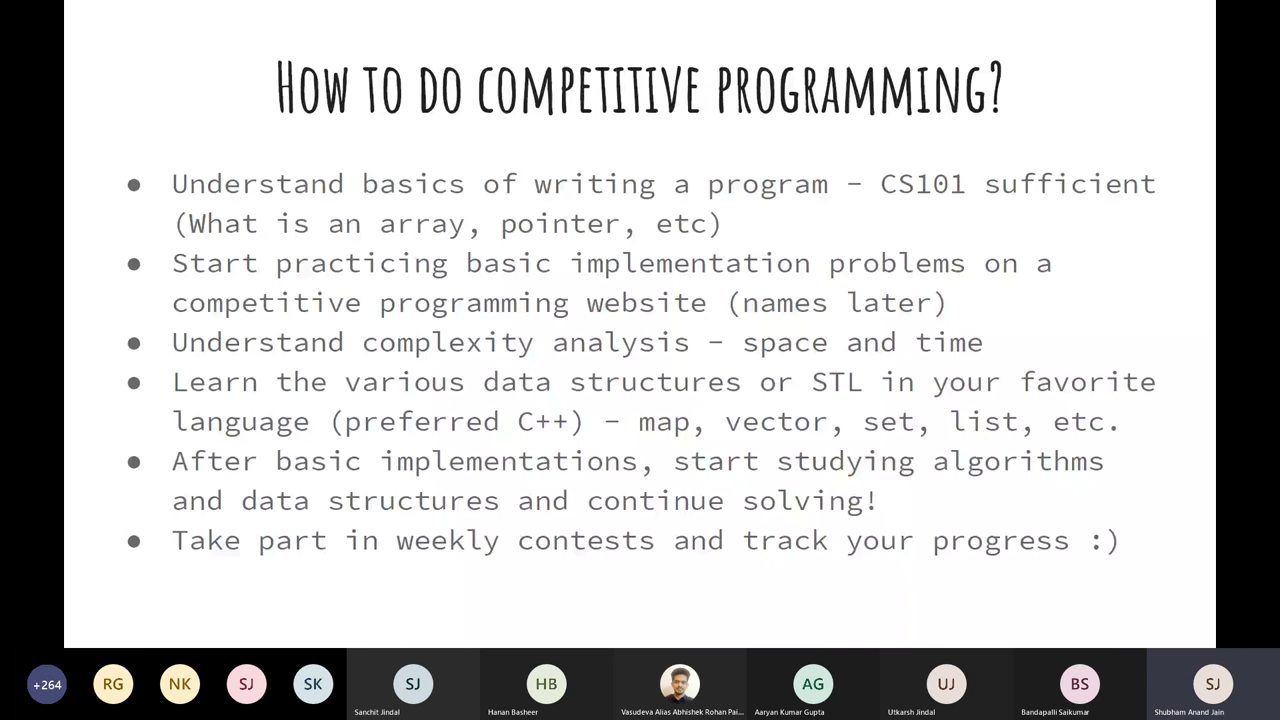 How to do competitive programming?
● Understand basics of writing a program - CS101 sufficient
(What is an array, pointer, etc)
● Start practicing basic implementation problems on a
competitive programming website (names later)
● Understand complexity analysis - space and time
● Learn the various data structures or STL in your favorite
language (preferred C++) - map, vector, set, list, etc.
● After basic implementations, start studying algorithms
and data structures and continue solving!
● Take part in weekly contests and track your progress :)
+264
RG
NK
SJ
SK
SJ
HB
AG
UJ
BS
SJ
Sanchit Jindal
Hanan Basheer
Vasudeva Alias Abhishek Rohan Pai...
Aaryan Kumar Gupta
Utkarsh Jindal
Bandapalli Saikumar
Shubham Anand Jain